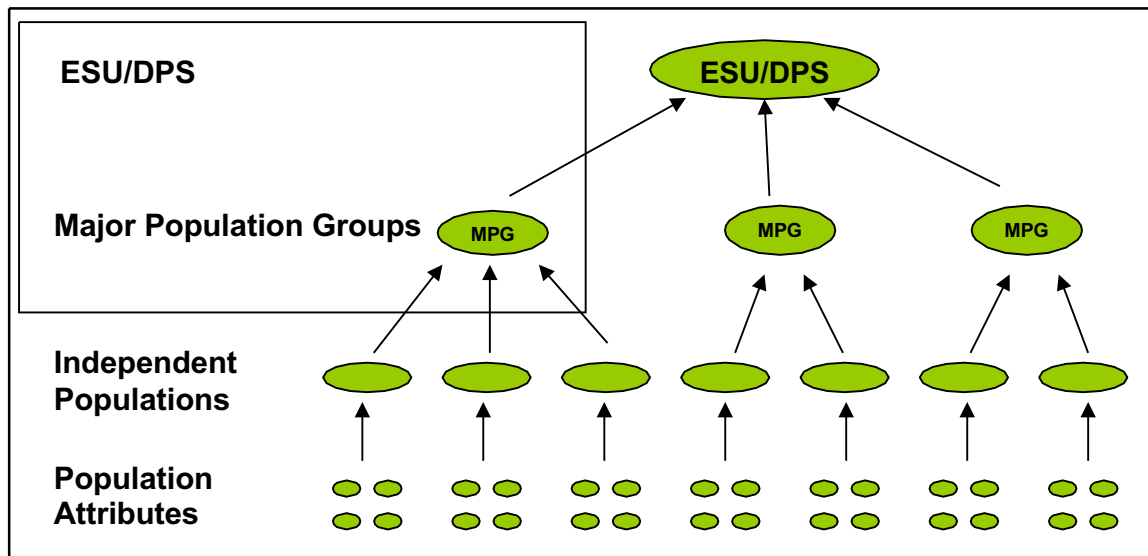 ESU/DPS
ESU/DPS
Major Population Groups
MPG
MPG
MPG
Independent
Populations
Population
Attributes